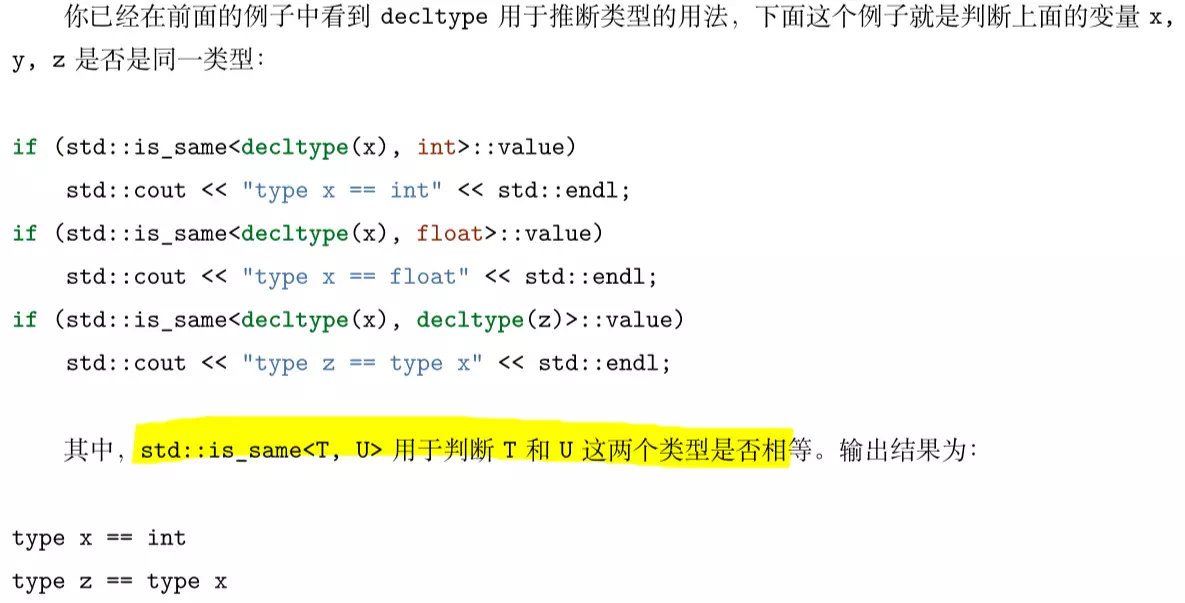 你已经在前面的例子中看到 decltype 用于推断类型的用法，下面这个例子就是判断上面的变量 x,
y, z 是否是同一类型：
if (std::is_same<decltype(x), int>::value)
    std::cout << "type x == int" << std::endl;
if (std::is_same<decltype(x), float>::value)
    std::cout << "type x == float" << std::endl;
if (std::is_same<decltype(x), decltype(z)>::value)
    std::cout << "type z == type x" << std::endl;
其中，std::is_same<T, U> 用于判断 T 和 U 这两个类型是否相等。输出结果为：
type x == int
type z == type x